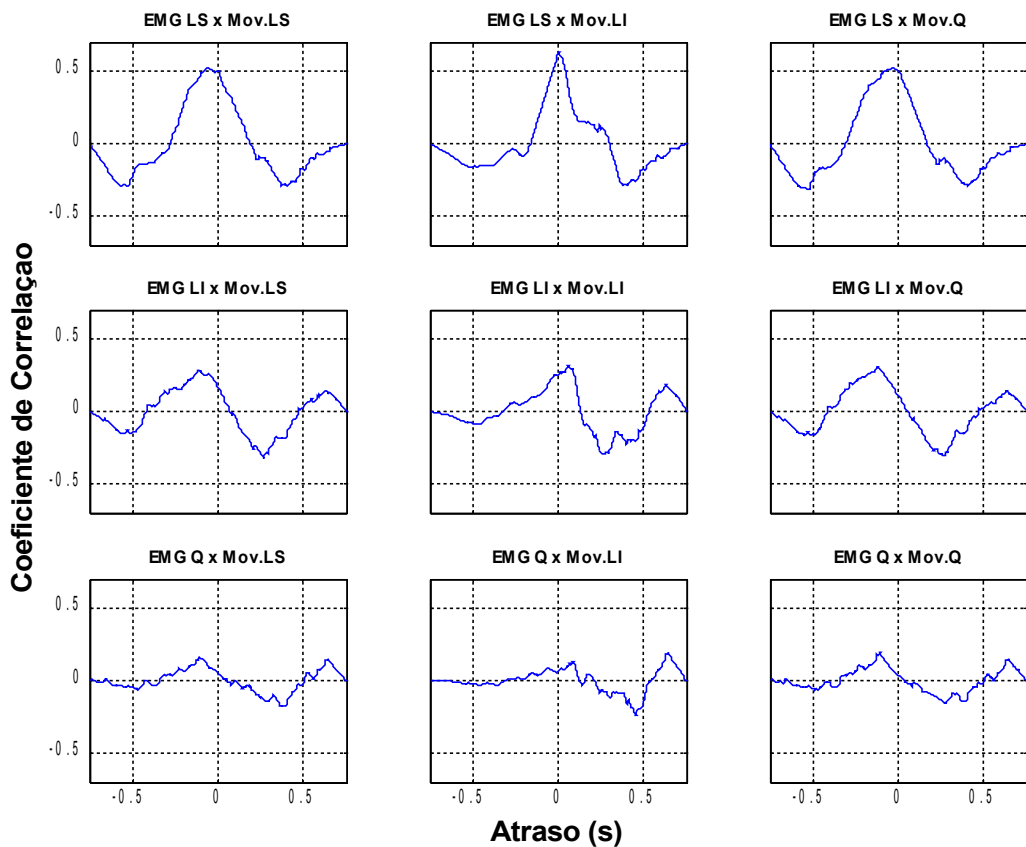 EMG LS x Mov.LS
EMG LS x Mov.LI
EMG LS x Mov.Q
0.5
0
-0.5
EMG LI x Mov.LS
EMG LI x Mov.LI
EMG LI x Mov.Q
0.5
0
-0.5
EMG Q x Mov.LS
EMG Q x Mov.LI
EMG Q x Mov.Q
0.5
0
-0.5
-0.5 0 0.5
-0.5 0 0.5
-0.5 0 0.5
Coeficiente de Correlaçao
Atraso (s)